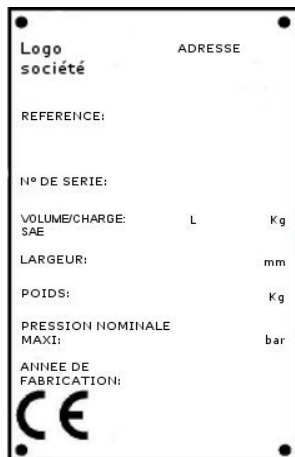 Logo ADRESSE
société
REFERENCE:
Nº DE SERIE:
VOLUME/CHARGE: L Kg
SAE
LARGEUR: mm
POIDS: Kg
PRESSION NOMINALE
MAXI: bar
ANNEE DE
FABRICATION:
CE